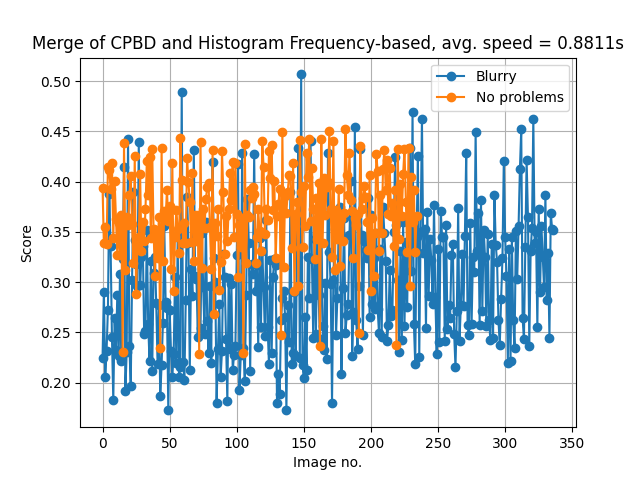 Merge of CPBD and Histogram Frequency-based, avg. speed = 0.8811s
Blurry
No problems
0.50
0.45
0.40
0.35
0.30
0.25
0.20
Score
0 50 100 150 200 250 300 350
Image no.